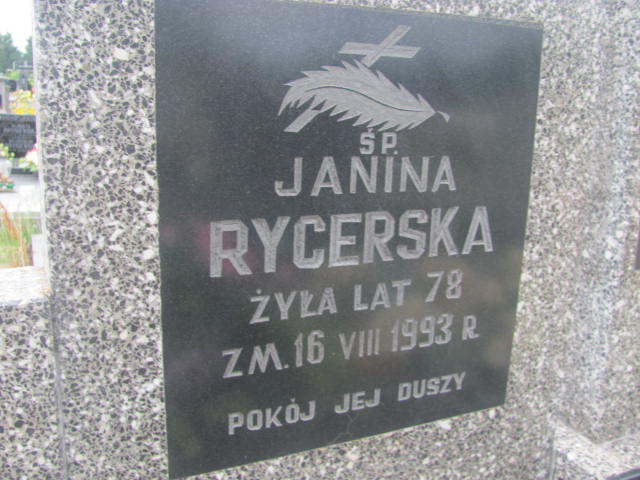 ŚP.
JANINA
RYCERSKA
ŻYŁA LAT 78
ZM. 16 VIII 1993 R
POKÓJ JEJ DUSZY